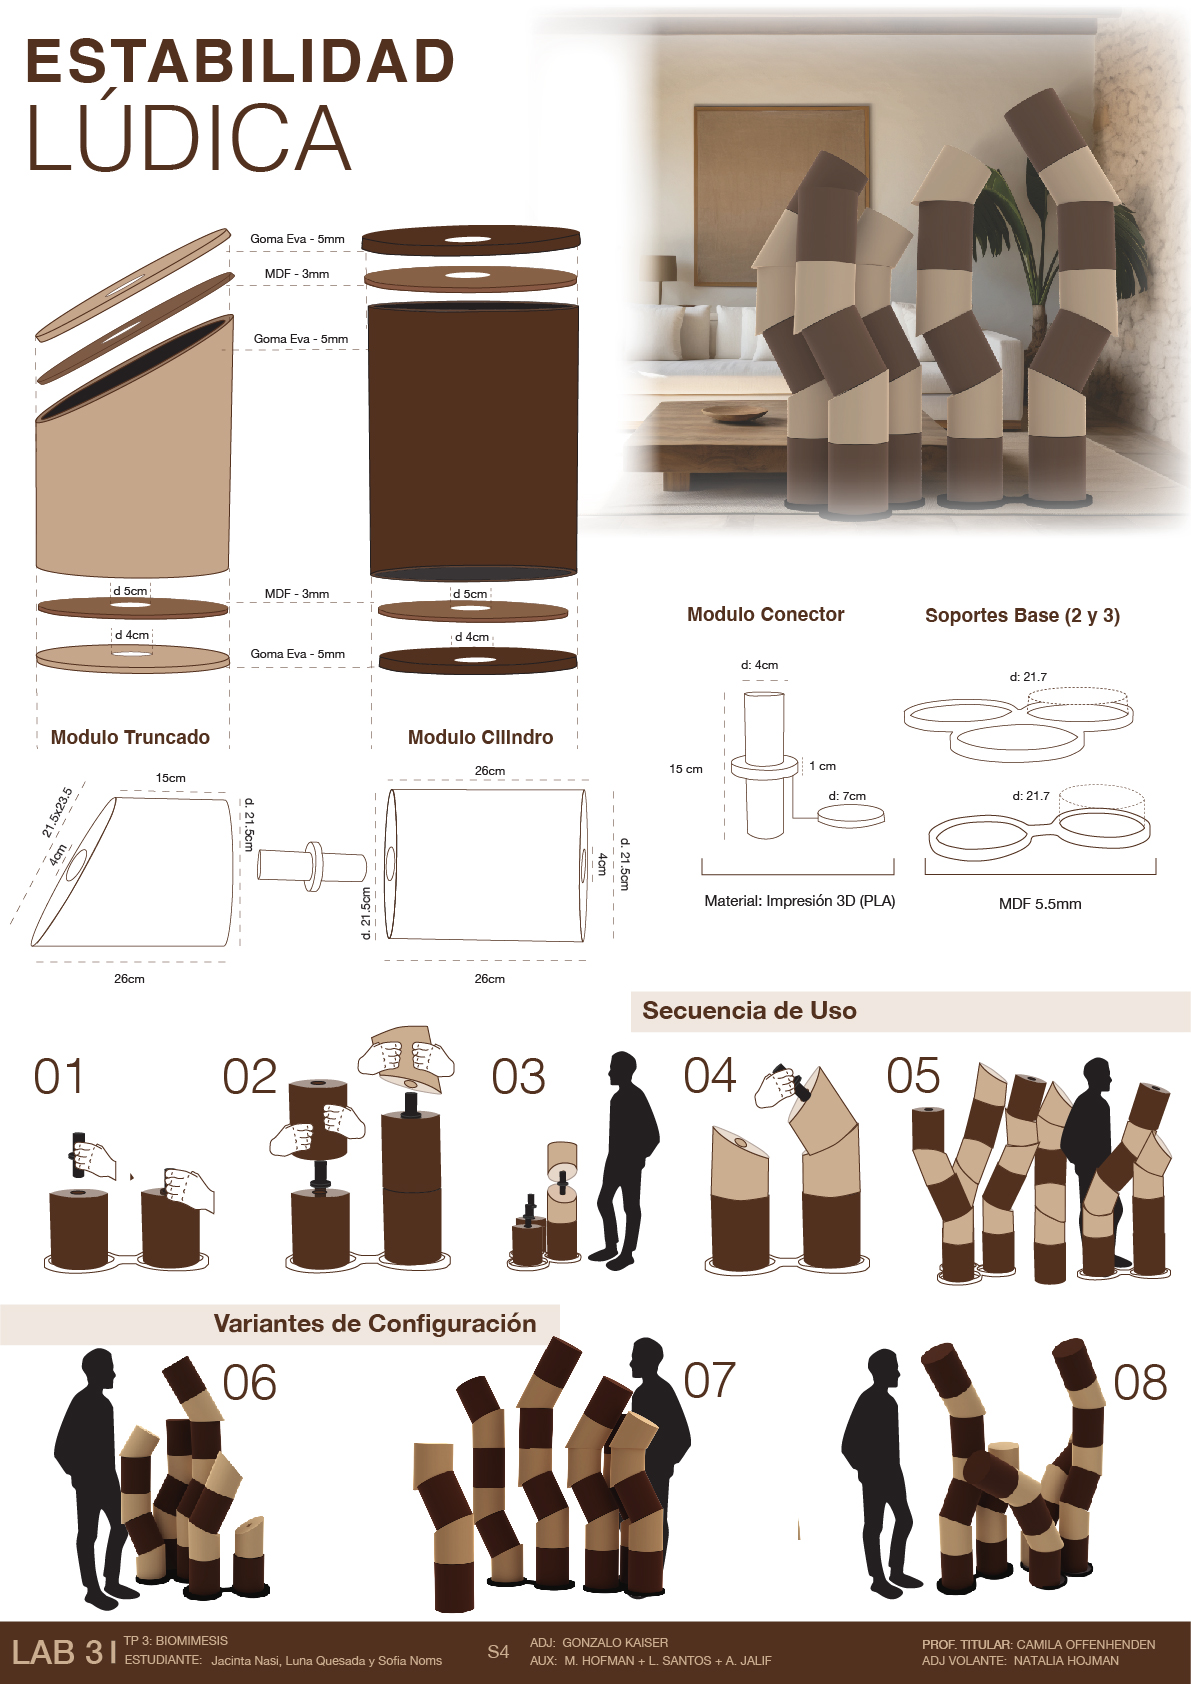 ESTABILIDAD
LÚDICA
Goma Eva - 5mm
MDF - 3mm
Goma Eva - 5mm
d 5cm
MDF - 3mm
d 5cm
d 4cm
d 4cm
Goma Eva - 5mm
Modulo Truncado
Modulo CIlIndro
15cm
21.5x23.5
4cm
d. 21.5cm
26cm
26cm
d. 21.5cm
4cm
d. 21.5cm
26cm
Modulo Conector
d: 4cm
15 cm
1 cm
d: 7cm
Material: Impresión 3D (PLA)
Soportes Base (2 y 3)
d: 21.7
d: 21.7
MDF 5.5mm
Secuencia de Uso
01
02
03
04
05
Variantes de Configuración
06
07
08
LAB 3 |
TP 3: BIOMIMESIS
ESTUDIANTE: Jacinta Nasi, Luna Quesada y Sofia Noms
S4
ADJ: GONZALO KAISER
AUX: M. HOFMAN + L. SANTOS + A. JALIF
PROF. TITULAR: CAMILA OFFENHENDEN
ADJ VOLANTE: NATALIA HOJMAN